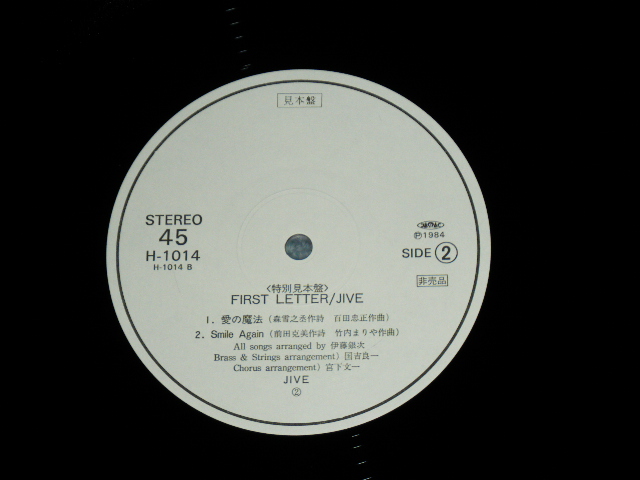 見本盤
STEREO
45
H-1014
H-1014 B
Ⓟ1984
SIDE ②
非売品
〈特別見本盤〉
FIRST LETTER/JIVE
1. 愛の魔法（森雪之丞作詩 百田忠正作曲）
2. Smile Again（前田克美作詩 竹内まりや作曲）
All songs arranged by 伊藤銀次
Brass & Strings arrangement）国吉良一
Chorus arrangement）宮下文一
JIVE
②